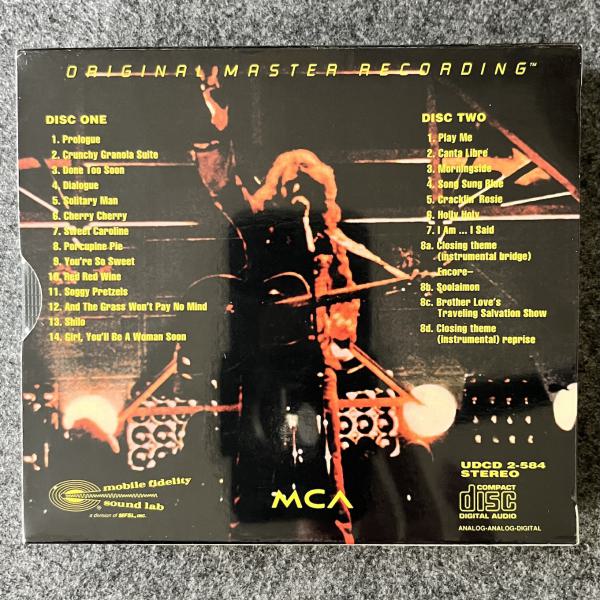 ORIGINAL MASTER RECORDING™
DISC ONE
1. Prologue
2. Crunchy Granola Suite
3. Done Too Soon
4. Dialogue
5. Solitary Man
6. Cherry Cherry
7. Sweet Caroline
8. Porcupine Pie
9. You're So Sweet
10. Red Red Wine
11. Soggy Pretzels
12. And The Grass Won't Pay No Mind
13. Shilo
14. Girl, You'll Be A Woman Soon
DISC TWO
1. Play Me
2. Canta Libre
3. Morningside
4. Song Sung Blue
5. Cracklin' Rosie
6. Holly Holy
7. I Am ... I Said
8a. Closing theme
(instrumental bridge)
Encore–
8b. Soolaimon
8c. Brother Love's
Traveling Salvation Show
8d. Closing theme
(instrumental) reprise
mobile fidelity
sound lab
a division of MFSL, inc.
MCA
UDCD 2-584
STEREO
COMPACT
disc
DIGITAL AUDIO
ANALOG-ANALOG-DIGITAL